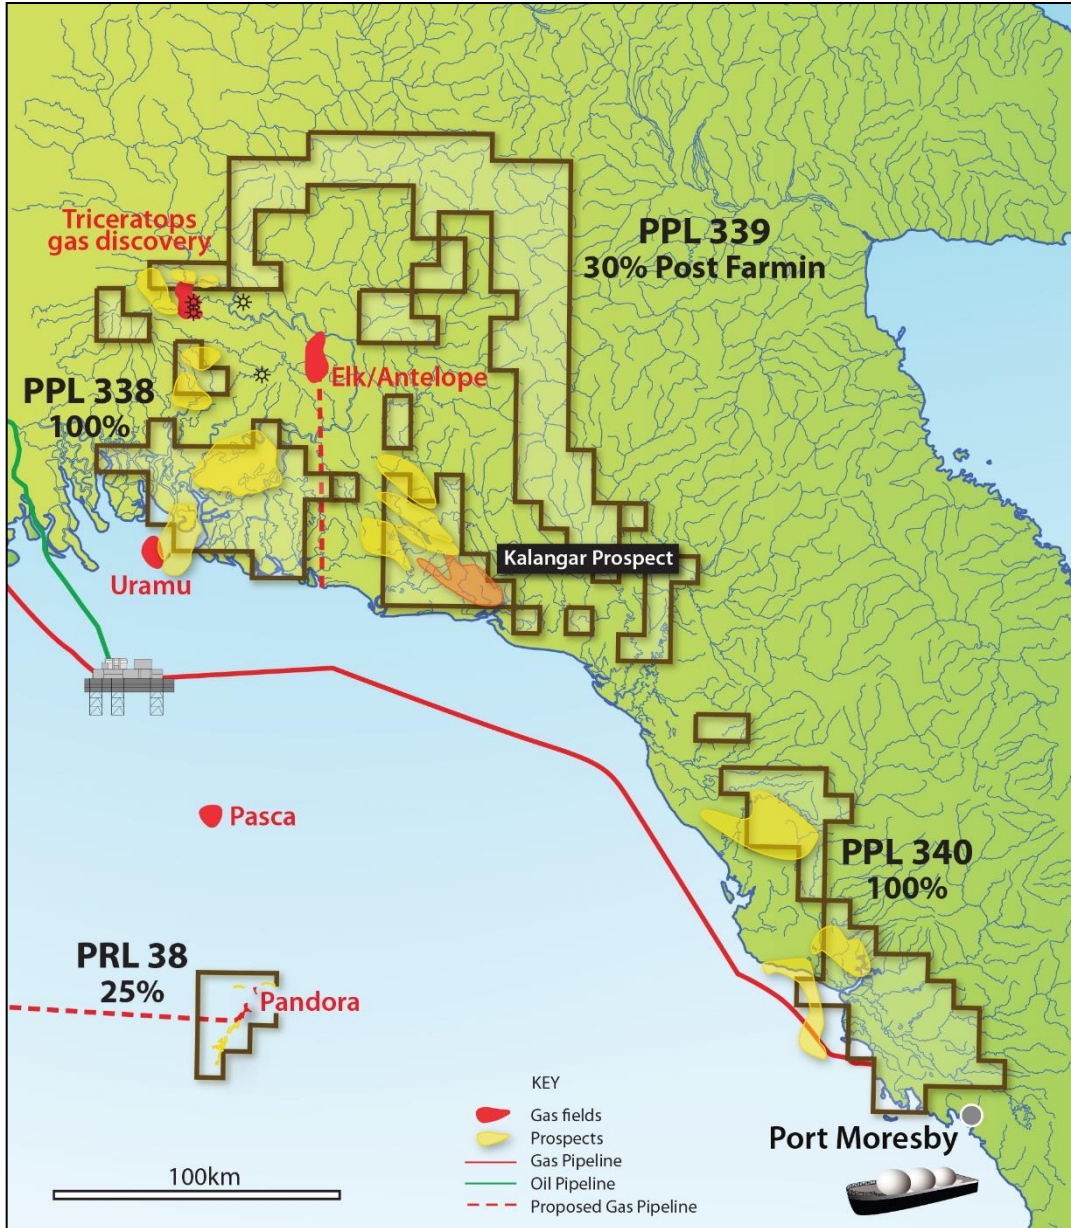 Triceratops
gas discovery
PPL 339
30% Post Farmin
Elk/Antelope
PPL 338
100%
Kalangar Prospect
Uramu
Pasca
PPL 340
100%
PRL 38
25%
Pandora
KEY
Gas fields
Prospects
Gas Pipeline
Oil Pipeline
Proposed Gas Pipeline
Port Moresby
100km